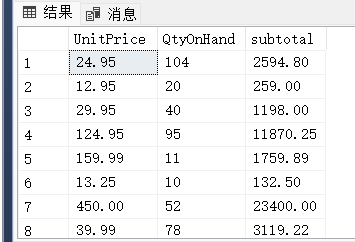 结果 消息
UnitPrice QtyOnHand subtotal
1 24.95 104 2594.80
2 12.95 20 259.00
3 29.95 40 1198.00
4 124.95 95 11870.25
5 159.99 11 1759.89
6 13.25 10 132.50
7 450.00 52 23400.00
8 39.99 78 3119.22